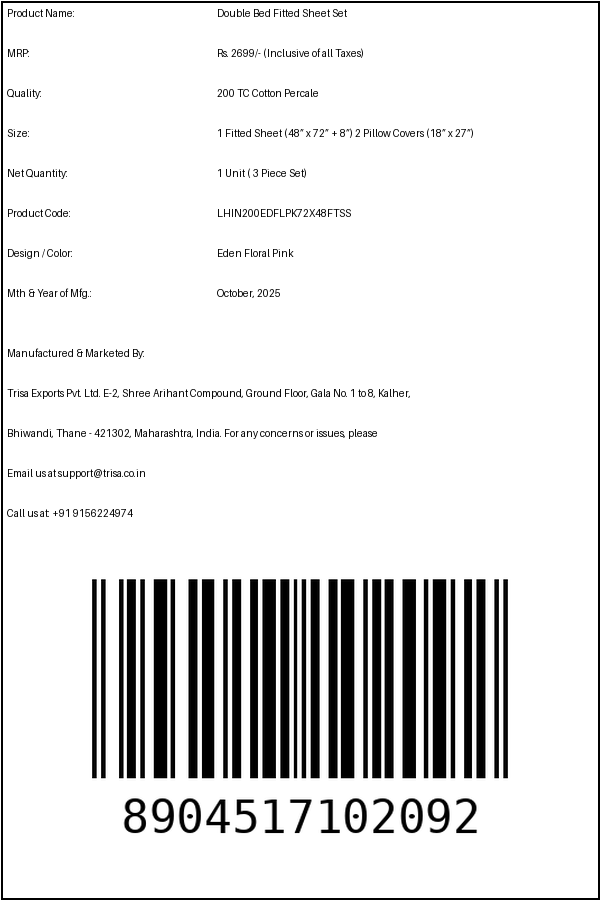 Product Name: Double Bed Fitted Sheet Set
MRP: Rs. 2699/- (Inclusive of all Taxes)
Quality: 200 TC Cotton Percale
Size: 1 Fitted Sheet (48” x 72” + 8”) 2 Pillow Covers (18” x 27”)
Net Quantity: 1 Unit ( 3 Piece Set)
Product Code: LHIN200EDFLPK72X48FTSS
Design / Color: Eden Floral Pink
Mth & Year of Mfg.: October, 2025
Manufactured & Marketed By:
Trisa Exports Pvt. Ltd. E-2, Shree Arihant Compound, Ground Floor, Gala No. 1 to 8, Kalher,
Bhiwandi, Thane - 421302, Maharashtra, India. For any concerns or issues, please
Email us at support@trisa.co.in
Call us at: +91 9156224974
8904517102092